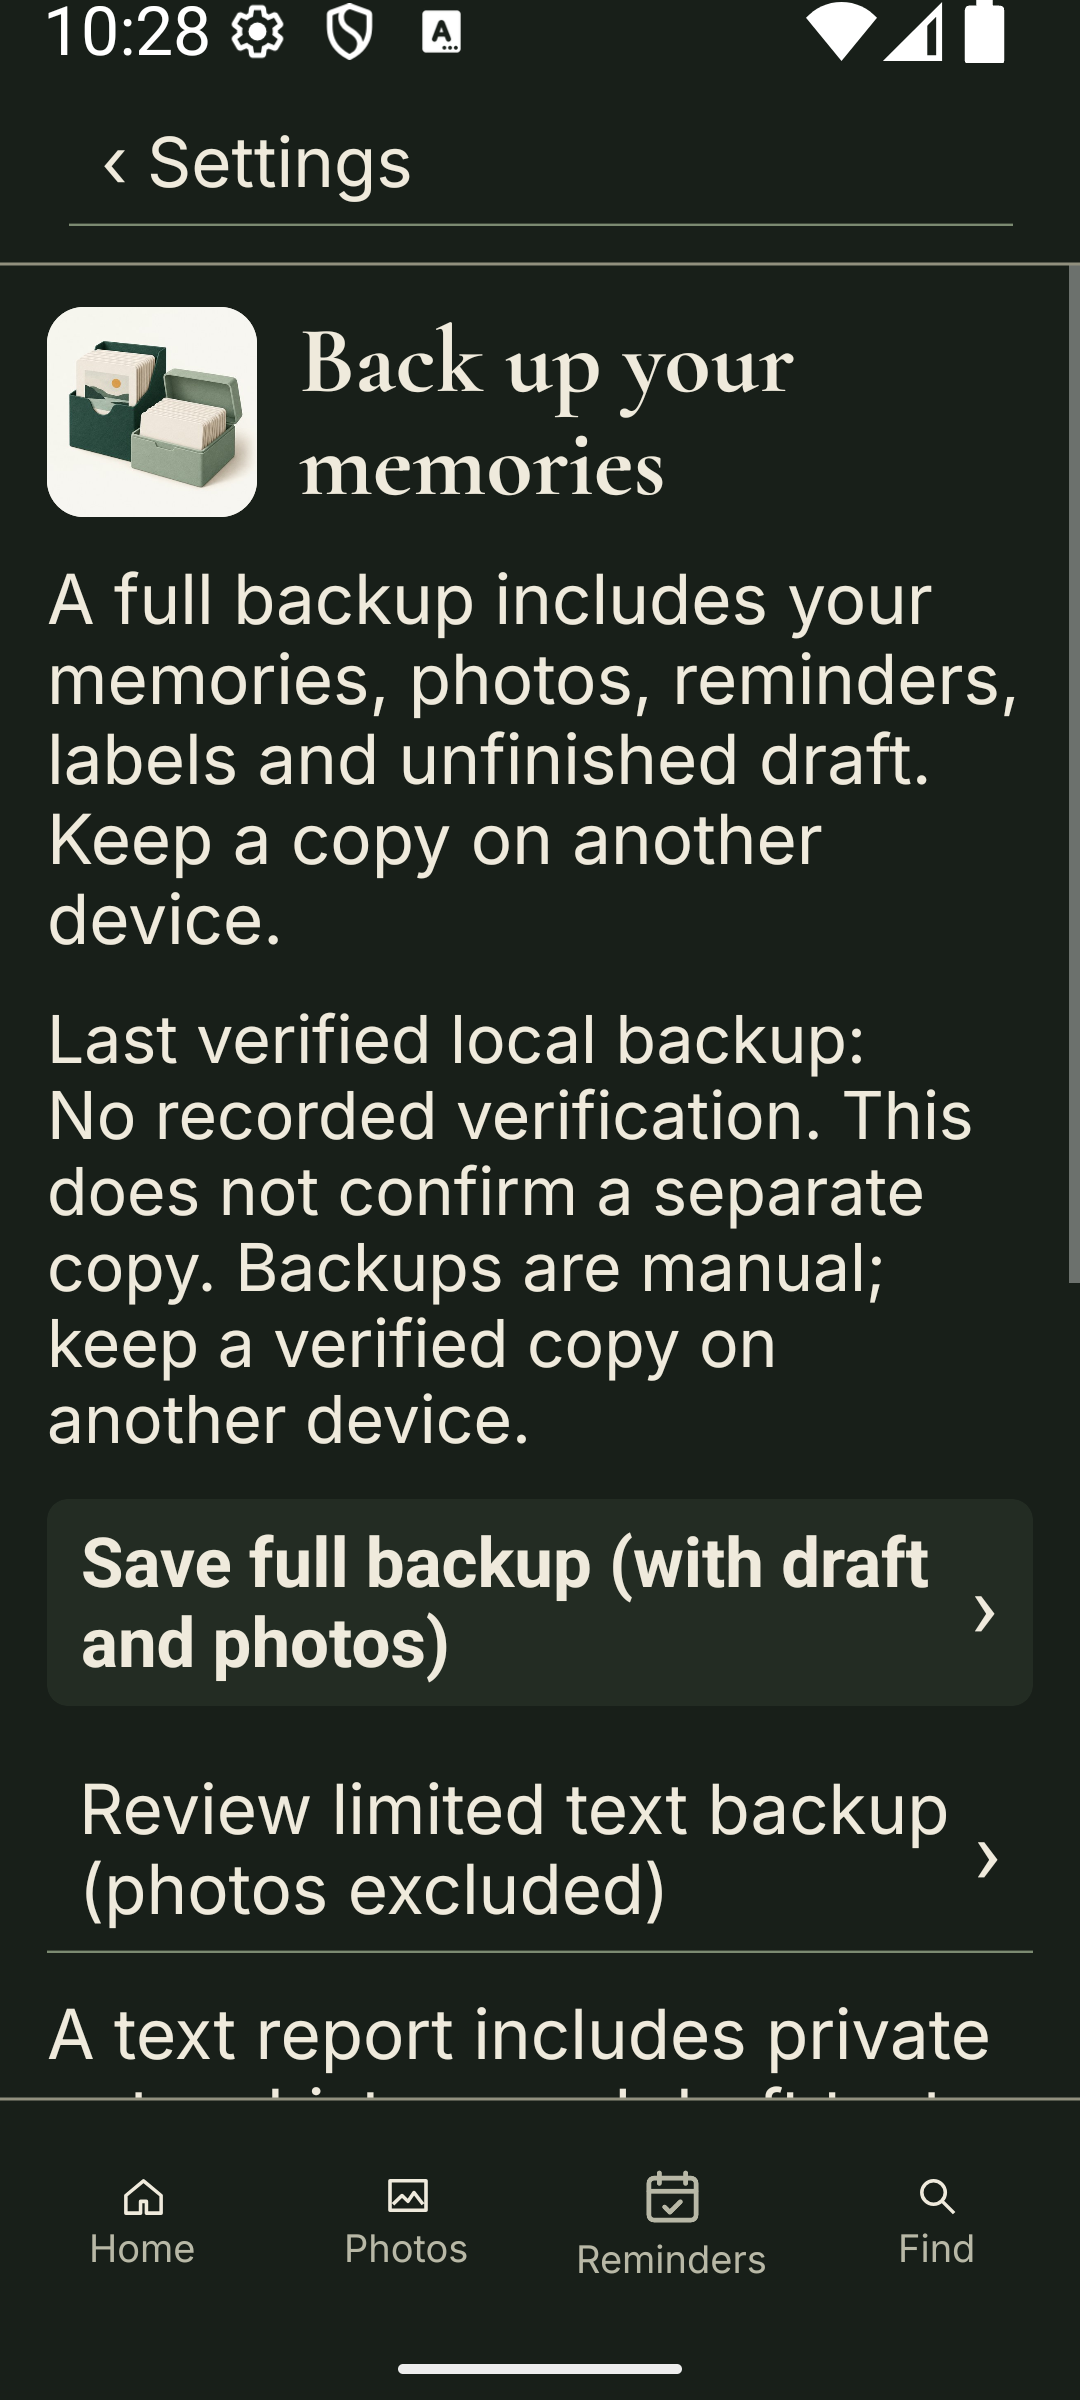 10:28
‹ Settings
Back up your
memories
A full backup includes your
memories, photos, reminders,
labels and unfinished draft.
Keep a copy on another
device.
Last verified local backup:
No recorded verification. This
does not confirm a separate
copy. Backups are manual;
keep a verified copy on
another device.
Save full backup (with draft
and photos)
Review limited text backup
(photos excluded)
A text report includes private
Home
Photos
Reminders
Find